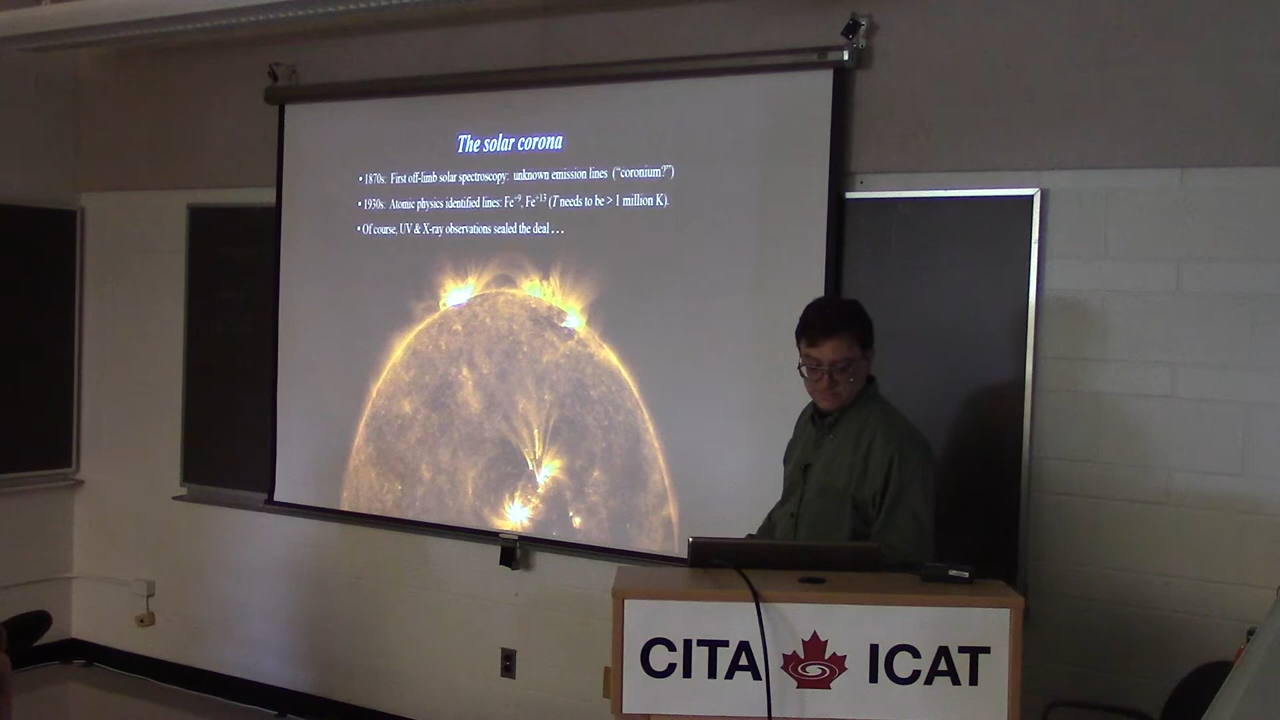 The solar corona
• 1870s: First off-limb solar spectroscopy: unknown emission lines (“coronium?”)
• 1930s: Atomic physics identified lines: Fe⁺⁹, Fe⁺¹³ (T needs to be > 1 million K).
• Of course, UV & X-ray observations sealed the deal . . .
CITA ICAT